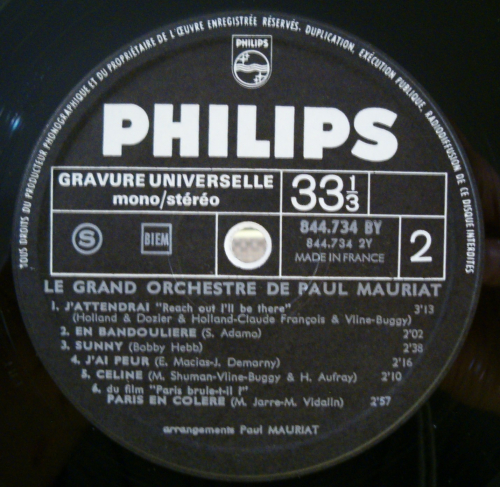 TOUS DROITS DU PRODUCTEUR PHONOGRAPHIQUE ET DU PROPRIÉTAIRE DE L'ŒUVRE ENREGISTRÉE RÉSERVÉS. DUPLICATION, EXÉCUTION PUBLIQUE, RADIODIFFUSION DE CE DISQUE INTERDITES
PHILIPS
PHILIPS
GRAVURE UNIVERSELLE
mono/stéréo
33 1/3
S
BIEM
844.734 BY
844.734 2Y
MADE IN FRANCE
2
LE GRAND ORCHESTRE DE PAUL MAURIAT
1. J'ATTENDRAI "Reach out I'll be there" 3'13
(Holland & Dozier & Holland-Claude François & Vline-Buggy)
2. EN BANDOULIERE (S. Adamo) 2'02
3. SUNNY (Bobby Hebb) 2'38
4. J'AI PEUR (E. Macias-J. Demarny) 2'16
5. CELINE (M. Shuman-Vline-Buggy & H. Aufray) 2'10
6. du film "Paris brule-t-il ?"
PARIS EN COLERE (M. Jarre-M. Vidalin) 2'57
arrangements Paul MAURIAT